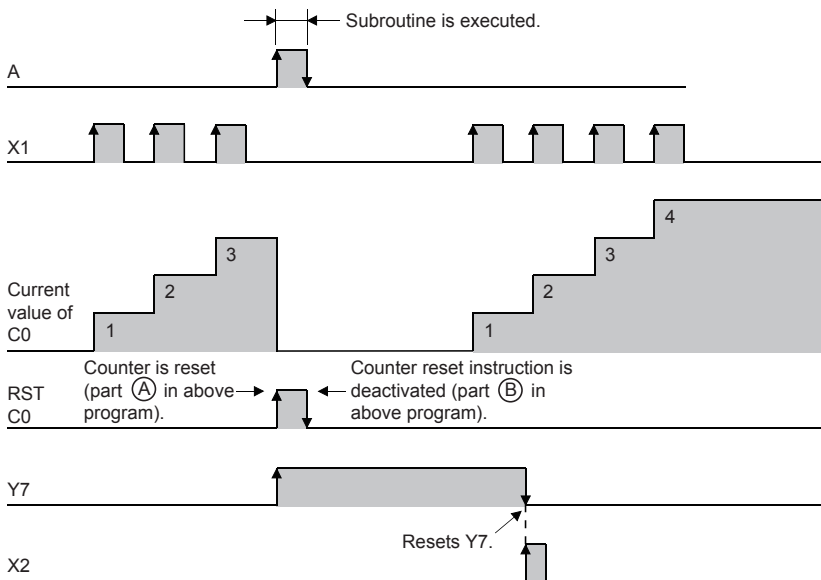 Subroutine is executed.
A
X1
Current
value of
C0
1
2
3
1
2
3
4
RST
C0
Counter is reset
(part Ⓐ in above
program).
Counter reset instruction is
deactivated (part Ⓑ in
above program).
Y7
Resets Y7.
X2